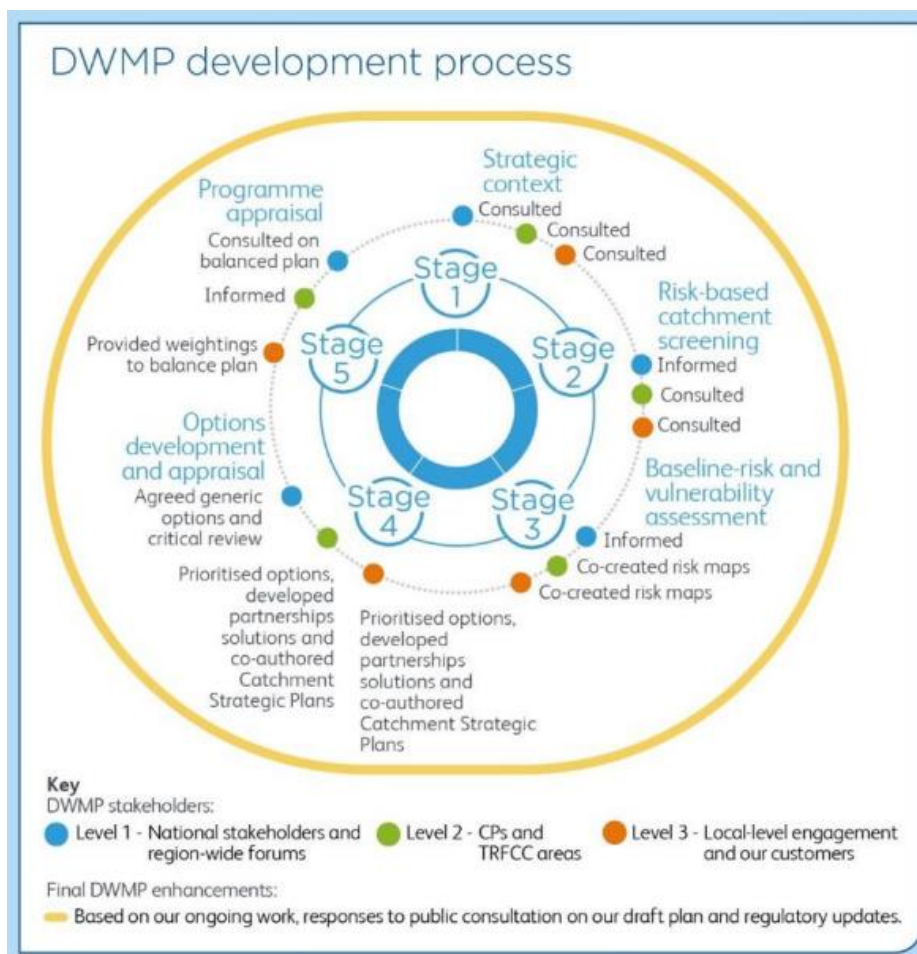 DWMP development process
Strategic
context
Consulted
Consulted
Consulted
Risk-based
catchment
screening
Informed
Consulted
Consulted
Baseline-risk and
vulnerability
assessment
Informed
Co-created risk maps
Co-created risk maps
Options
development
and appraisal
Agreed generic
options and
critical review
Prioritised options,
developed
partnerships
solutions and
co-authored
Catchment
Strategic Plans
Prioritised options,
developed
partnerships
solutions and
co-authored
Catchment Strategic
Plans
Programme
appraisal
Consulted on
balanced plan
Informed
Provided weightings
to balance plan
Stage
1
Stage
2
Stage
3
Stage
4
Stage
5
Key
DWMP stakeholders:
Level 1 - National stakeholders and
region-wide forums
Level 2 - CPs and
TRFCC areas
Level 3 - Local-level engagement
and our customers
Final DWMP enhancements:
Based on our ongoing work, responses to public consultation on our draft plan and regulatory updates.